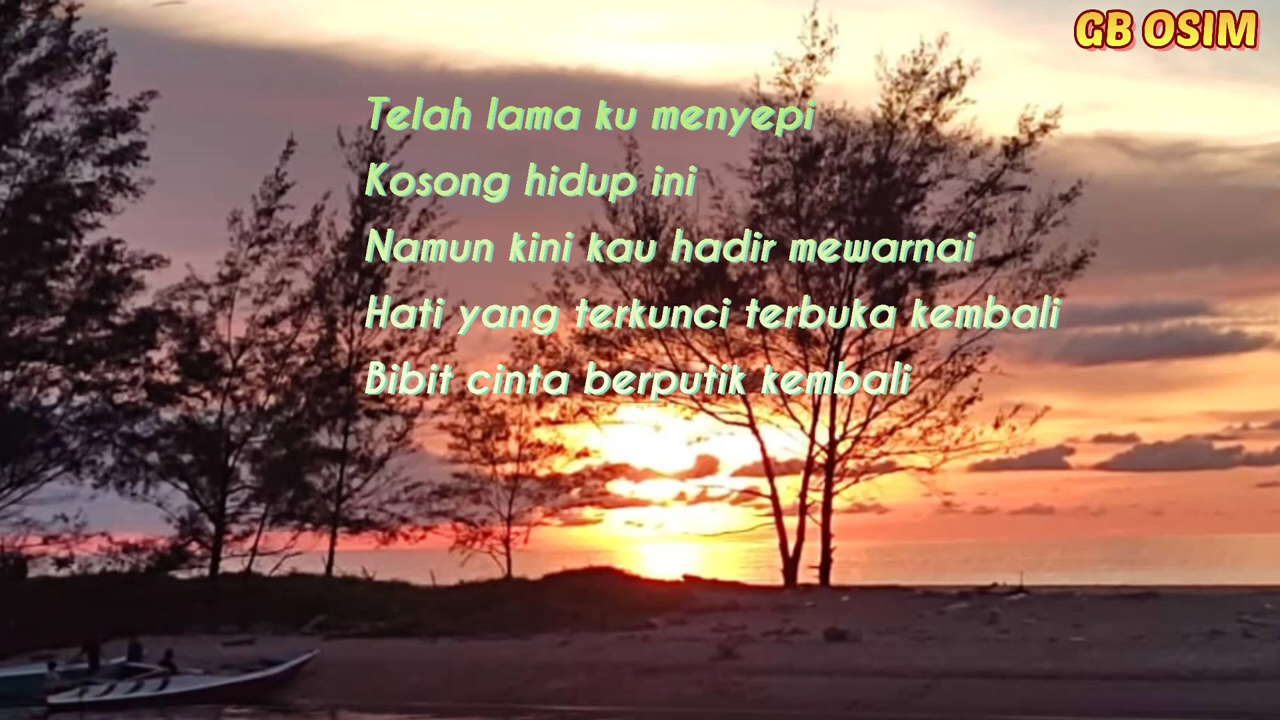 GB OSIM
Telah lama ku menyepi
Kosong hidup ini
Namun kini kau hadir mewarnai
Hati yang terkunci terbuka kembali
Bibit cinta berputik kembali